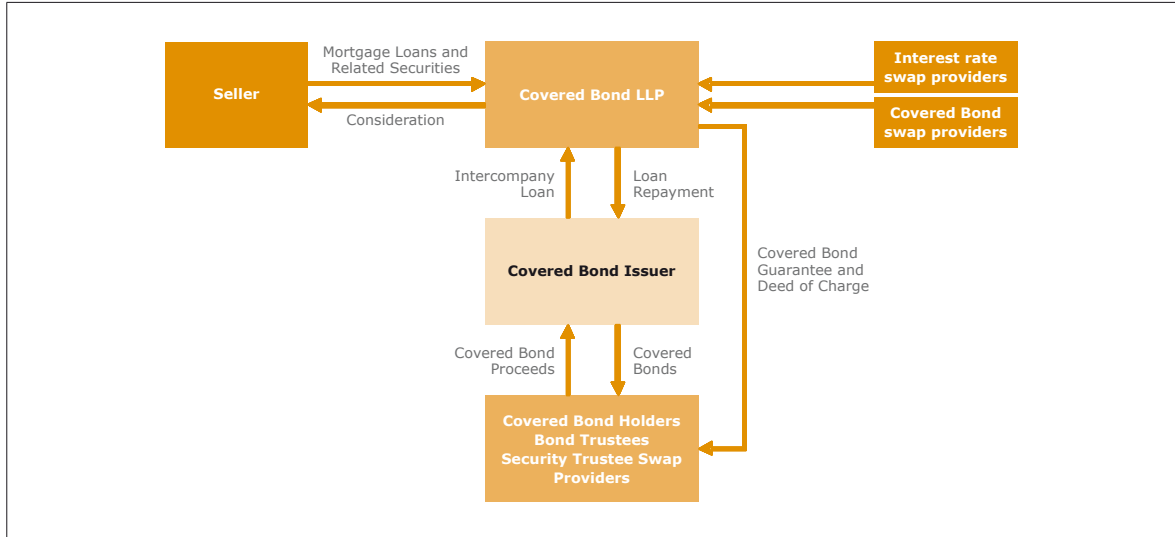 Mortgage Loans and
Related Securities
Seller
Consideration
Covered Bond LLP
Interest rate
swap providers
Covered Bond
swap providers
Intercompany
Loan
Loan
Repayment
Covered Bond Issuer
Covered Bond
Guarantee and
Deed of Charge
Covered Bond
Proceeds
Covered
Bonds
Covered Bond Holders
Bond Trustees
Security Trustee Swap
Providers